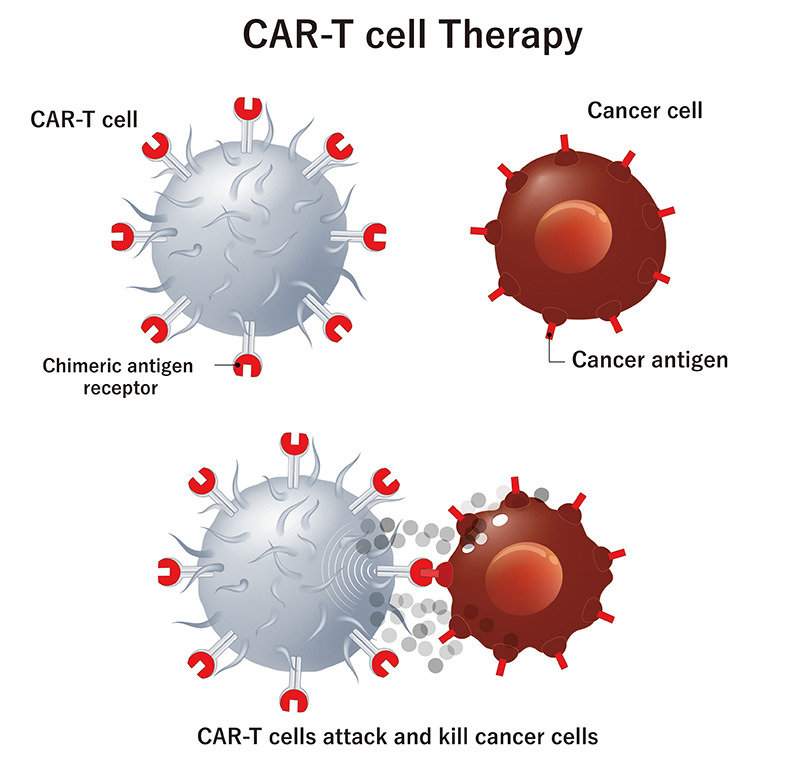 CAR-T cell Therapy
CAR-T cell
Cancer cell
Chimeric antigen
receptor
Cancer antigen
CAR-T cells attack and kill cancer cells